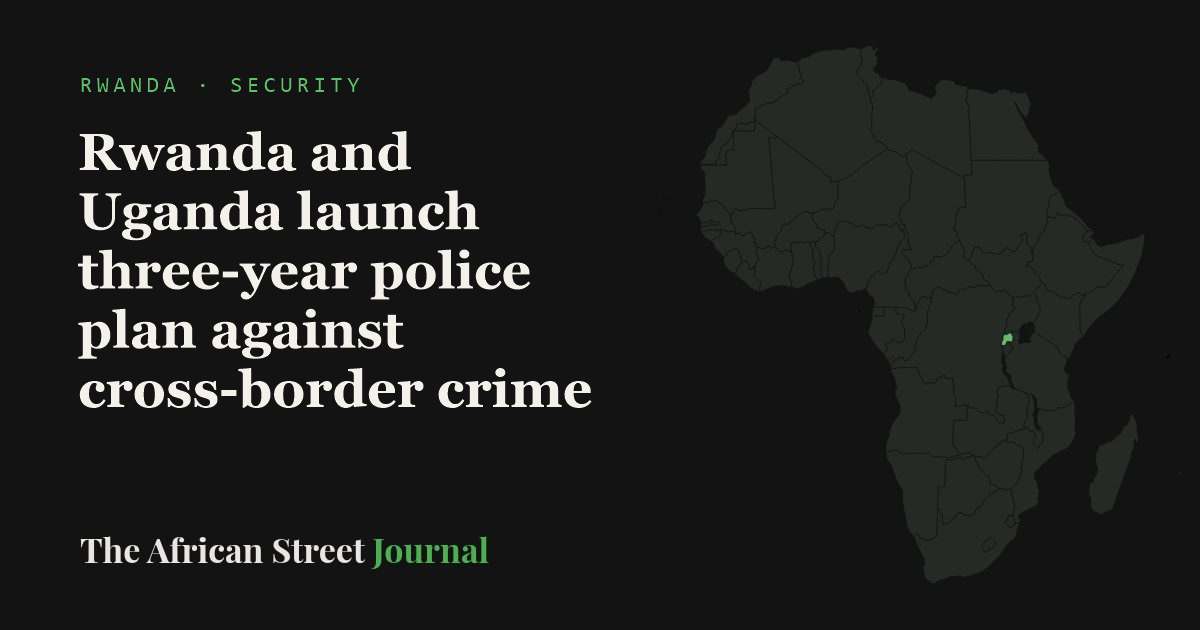 RWANDA · SECURITY
Rwanda and
Uganda launch
three-year police
plan against
cross-border crime
The African Street Journal